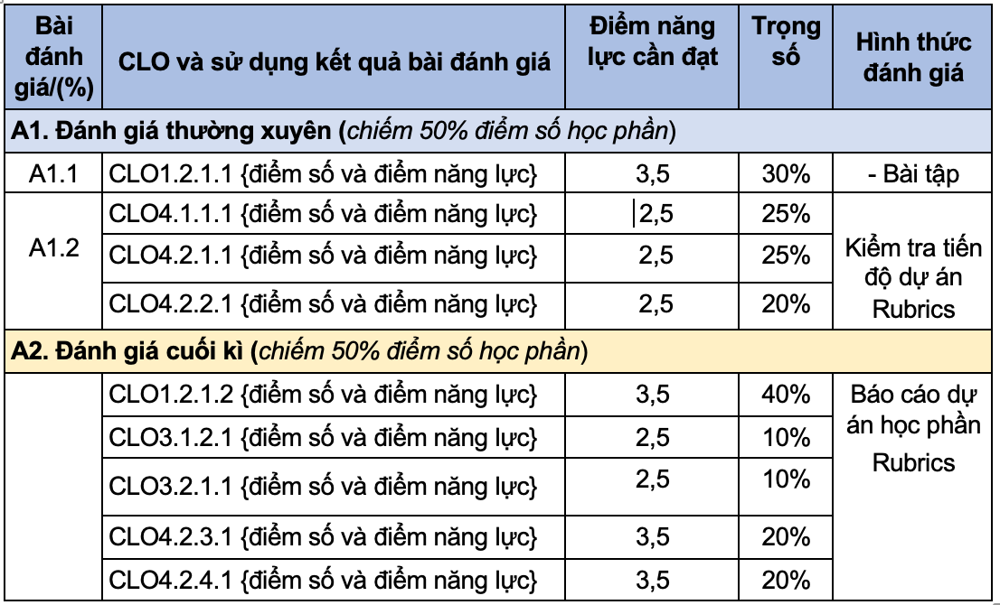 Bài
đánh
giá/(%)
CLO và sử dụng kết quả bài đánh giá
Điểm năng
lực cần đạt
Trọng
số
Hình thức
đánh giá
A1. Đánh giá thường xuyên (chiếm 50% điểm số học phần)
A1.1
CLO1.2.1.1 {điểm số và điểm năng lực}
3,5
30%
- Bài tập
A1.2
CLO4.1.1.1 {điểm số và điểm năng lực}
2,5
25%
CLO4.2.1.1 {điểm số và điểm năng lực}
2,5
25%
CLO4.2.2.1 {điểm số và điểm năng lực}
2,5
20%
Kiểm tra tiến
độ dự án
Rubrics
A2. Đánh giá cuối kì (chiếm 50% điểm số học phần)
CLO1.2.1.2 {điểm số và điểm năng lực}
3,5
40%
CLO3.1.2.1 {điểm số và điểm năng lực}
2,5
10%
CLO3.2.1.1 {điểm số và điểm năng lực}
2,5
10%
CLO4.2.3.1 {điểm số và điểm năng lực}
3,5
20%
CLO4.2.4.1 {điểm số và điểm năng lực}
3,5
20%
Báo cáo dự
án học phần
Rubrics